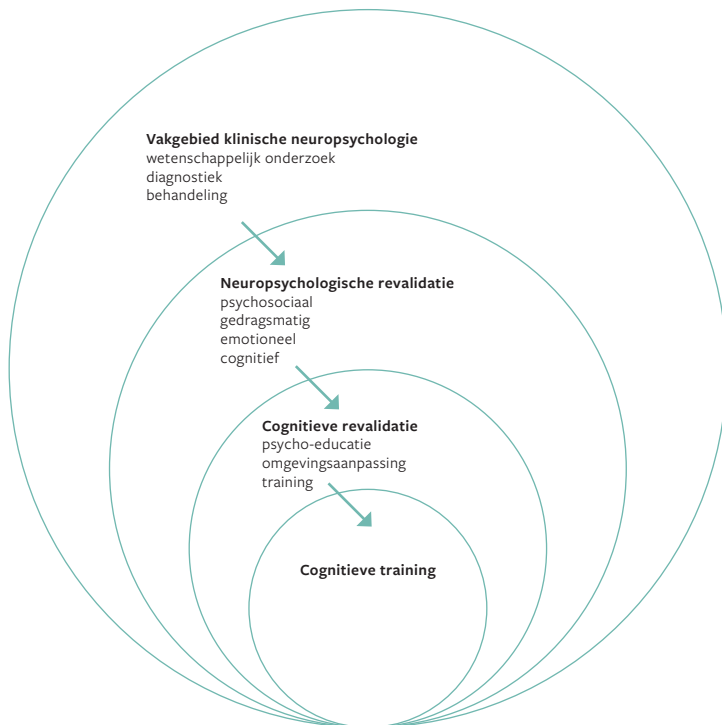 Vakgebied klinische neuropsychologie
wetenschappelijk onderzoek
diagnostiek
behandeling
Neuropsychologische revalidatie
psychosociaal
gedragsmatig
emotioneel
cognitief
Cognitieve revalidatie
psycho-educatie
omgevingsaanpassing
training
Cognitieve training